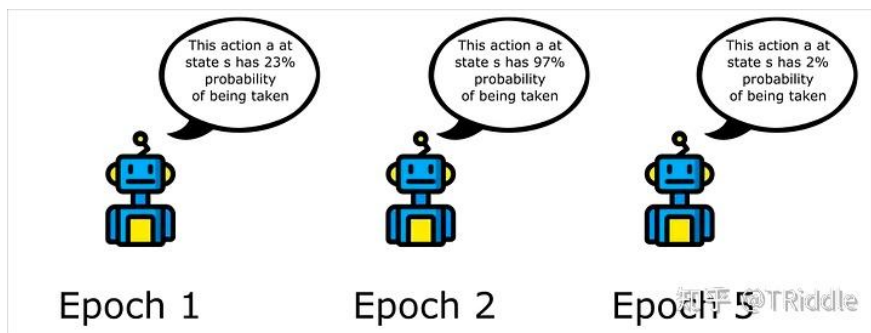 This action a at
state s has 23%
probability
of being taken
This action a at
state s has 97%
probability
of being taken
This action a at
state s has 2%
probability
of being taken
Epoch 1
Epoch 2
Epoch 5
知乎 @TRiddle